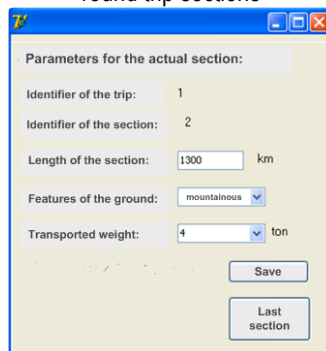 round trip sections
Parameters for the actual section:
Identifier of the trip: 1
Identifier of the section: 2
Length of the section: 1300 km
Features of the ground: mountainous
Transported weight: 4 ton
Save
Last
section